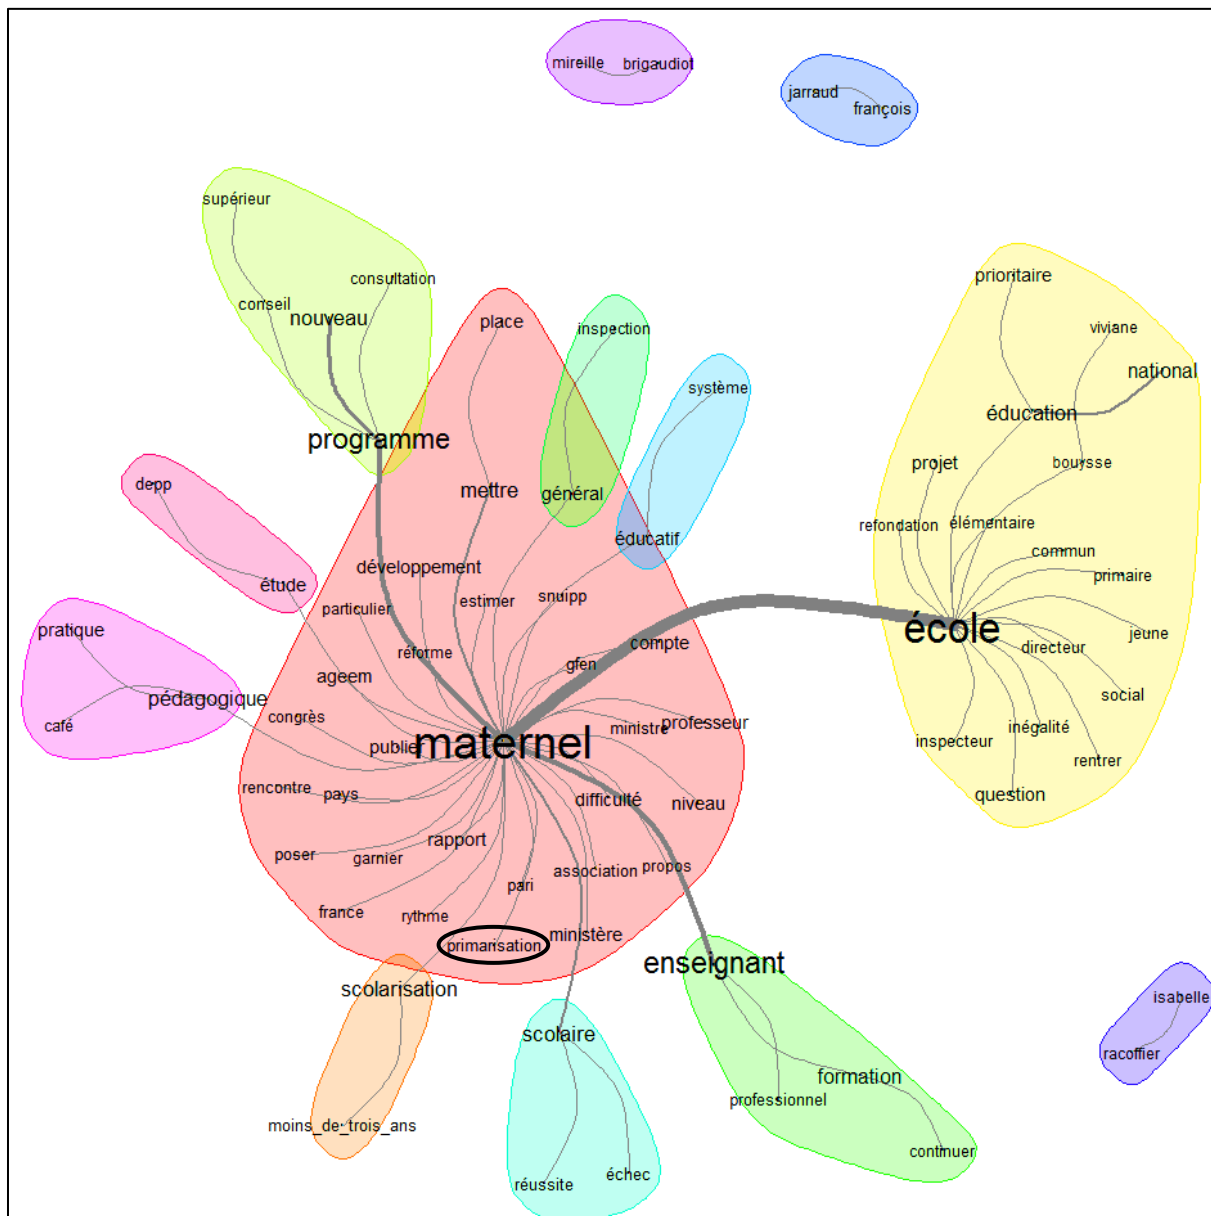 mireille brigaudiot
jarraud
françois
supérieur
consultation
conseil
nouveau
programme
place
inspection
système
mettre
général
éducatif
prioritaire
viviane
national
éducation
bouysse
projet
refondation
élémentaire
commun
primaire
école
jeune
directeur
social
inégalité
inspecteur
rentrer
question
depp
étude
pratique
pédagogique
café
développement
particulier
estimer
snuipp
réforme
gfen
compte
ageem
congrès
publier
maternel
ministre
professeur
rencontre
pays
difficulté
niveau
poser
garnier
rapport
association
propos
pari
france
rythme
primarisation
ministère
scolarisation
moins_de_trois_ans
scolaire
réussite
échec
enseignant
formation
professionnel
continuer
isabelle
racoffier